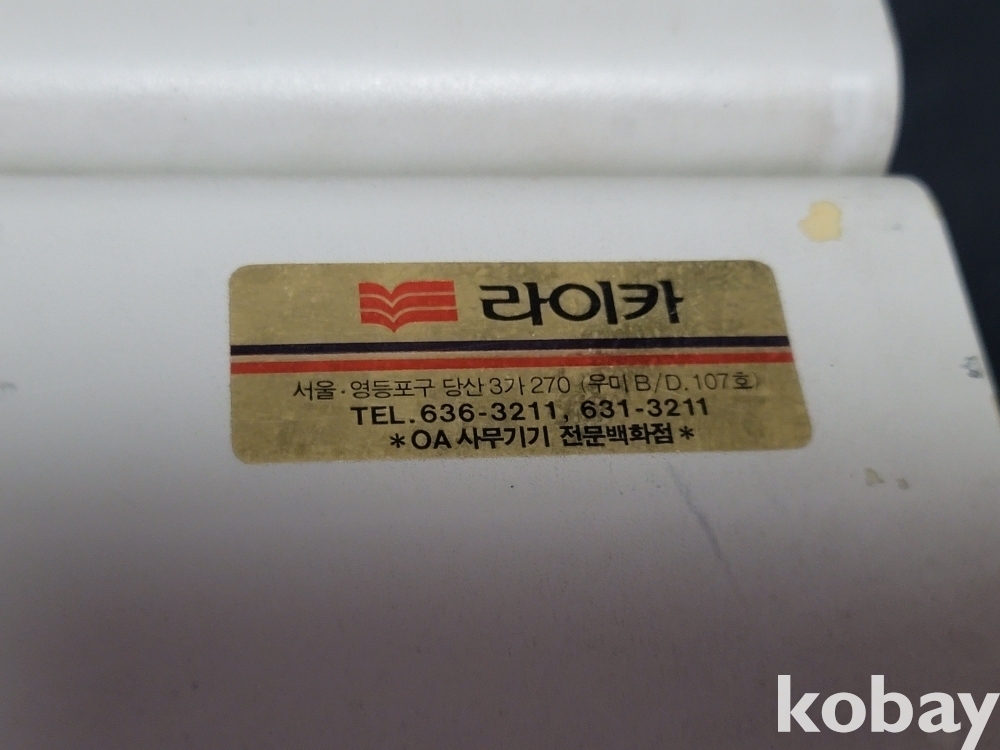 라이카
서울·영등포구 당산3가 270 (우미B/D.107호)
TEL.636-3211, 631-3211
*OA 사무기기 전문백화점*
kobay